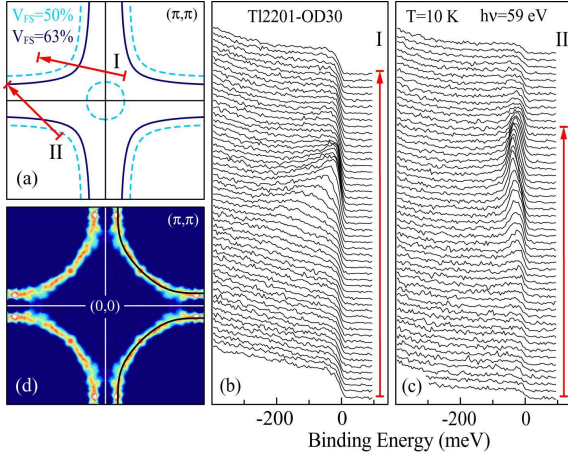 V_FS=50%
V_FS=63%
(π,π)
I
II
(a)
(π,π)
(0,0)
(d)
Tl2201-OD30
I
(b)
-200
0
T=10 K hν=59 eV
II
(c)
-200
0
Binding Energy (meV)